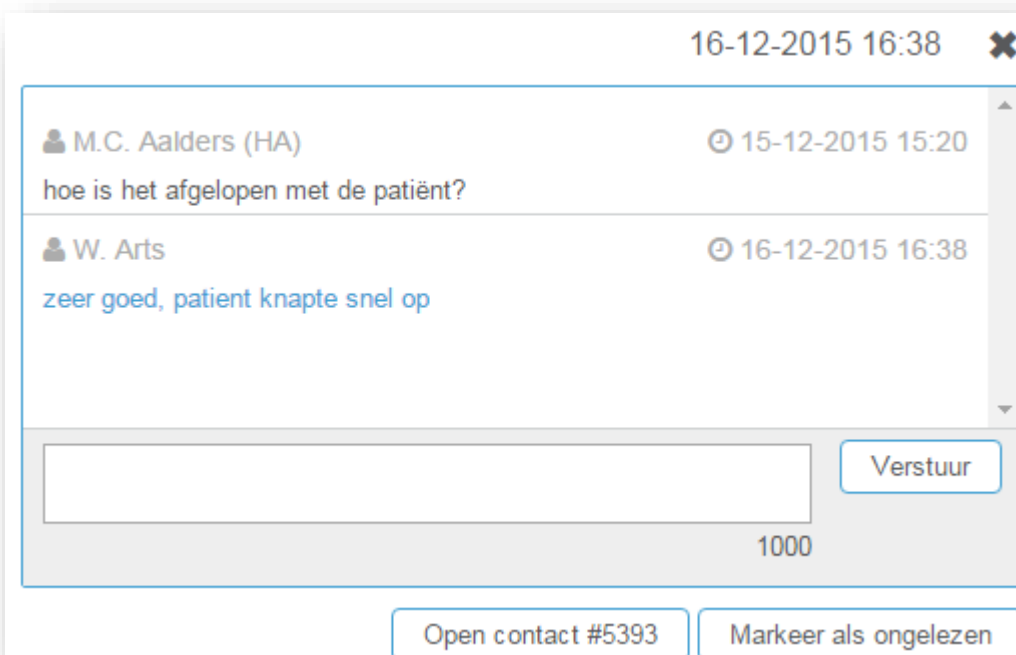 16-12-2015 16:38
M.C. Aalders (HA) 15-12-2015 15:20
hoe is het afgelopen met de patiënt?
W. Arts 16-12-2015 16:38
zeer goed, patient knapte snel op
Verstuur
1000
Open contact #5393 Markeer als ongelezen